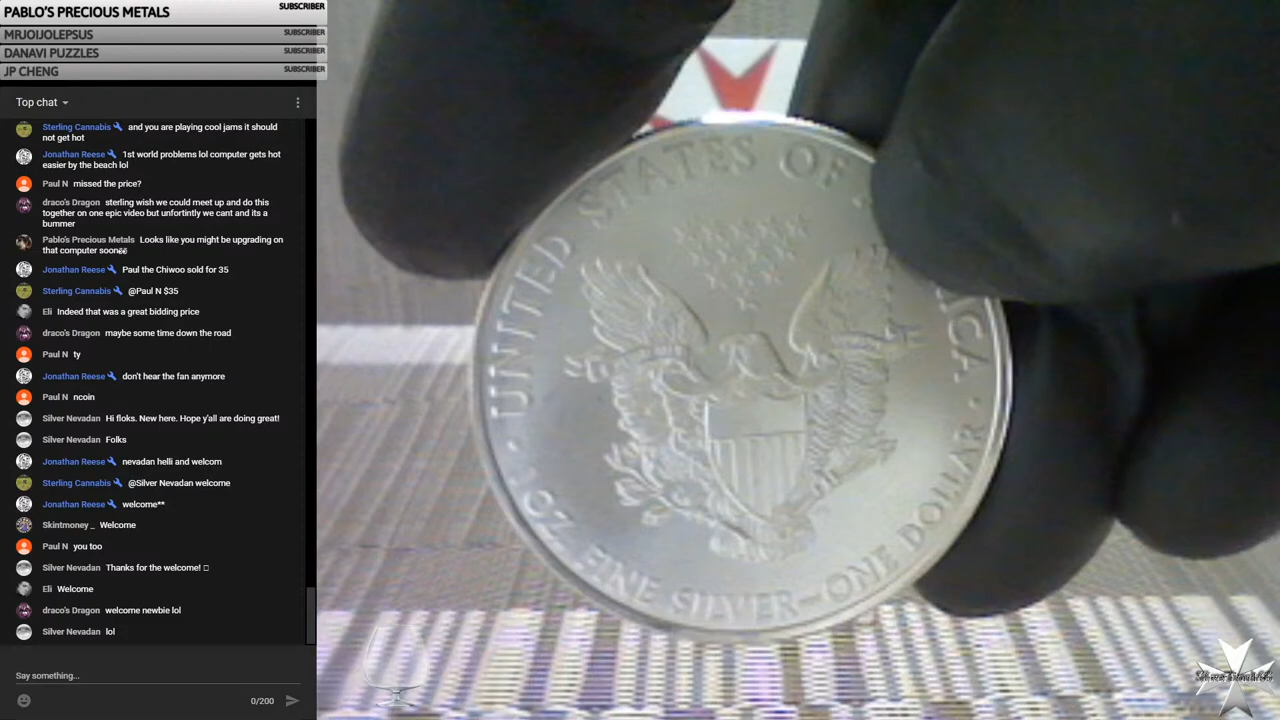 PABLO'S PRECIOUS METALS SUBSCRIBER
MRJOIJOLEPSUS SUBSCRIBER
DANAVI PUZZLES SUBSCRIBER
JP CHENG SUBSCRIBER
Top chat
Sterling Cannabis and you are playing cool jams it should
not get hot
Jonathan Reese 1st world problems lol computer gets hot
easier by the beach lol
Paul N missed the price?
draco's Dragon sterling wish we could meet up and do this
together on one epic video but unfortintly we cant and its a
bummer
Pablo's Precious Metals Looks like you might be upgrading on
that computer soon
Jonathan Reese Paul the Chiwoo sold for 35
Sterling Cannabis @Paul N $35
Eli Indeed that was a great bidding price
draco's Dragon maybe some time down the road
Paul N ty
Jonathan Reese don't hear the fan anymore
Paul N ncoin
Silver Nevadan Hi floks. New here. Hope y'all are doing great!
Silver Nevadan Folks
Jonathan Reese nevadan helli and welcom
Sterling Cannabis @Silver Nevadan welcome
Jonathan Reese welcome**
Skintmoney _ Welcome
Paul N you too
Silver Nevadan Thanks for the welcome!
Eli Welcome
draco's Dragon welcome newbie lol
Silver Nevadan lol
Say something...
0/200
UNITED STATES OF ICA
1 OZ. FINE SILVER~ONE DOLLAR